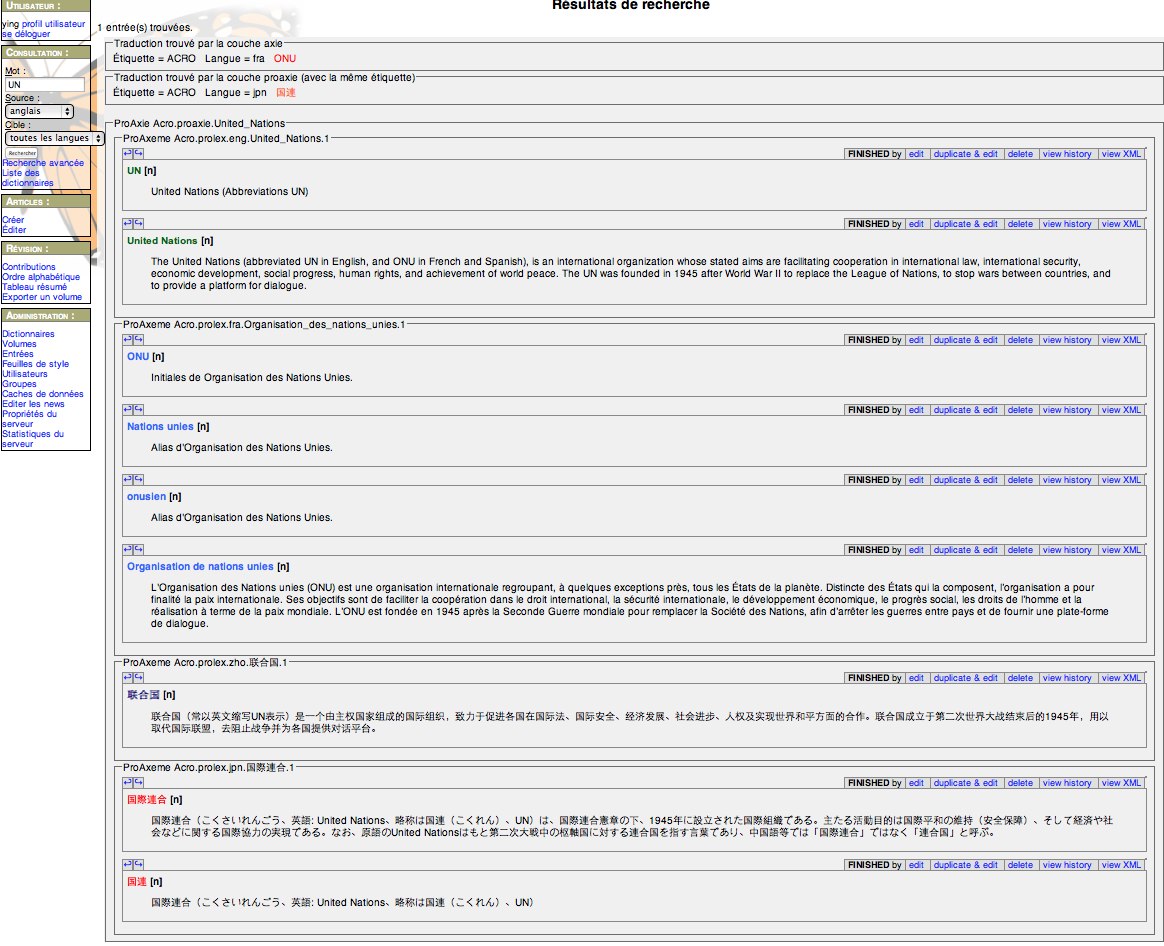 Résultats de recherche
UTILISATEUR :
ying profil utilisateur
se déloguer
CONSULTATION :
Mot :
UN
Source :
anglais
Cible :
toutes les langues
Rechercher
Recherche avancée
Liste des
dictionnaires
ARTICLES :
Créer
Éditer
RÉVISION :
Contributions
Ordre alphabétique
Tableau résumé
Exporter un volume
ADMINISTRATION :
Dictionnaires
Volumes
Entrées
Feuilles de style
Utilisateurs
Groupes
Caches de données
Editer les news
Propriétés du
serveur
Statistiques du
serveur
1 entrée(s) trouvées.
Traduction trouvé par la couche axie
Étiquette = ACRO Langue = fra ONU
Traduction trouvé par la couche proaxie (avec la même étiquette)
Étiquette = ACRO Langue = jpn 国連
ProAxie Acro.proaxie.United_Nations
ProAxeme Acro.prolex.eng.United_Nations.1
FINISHED by edit duplicate & edit delete view history view XML
UN [n]
United Nations (Abbreviations UN)
FINISHED by edit duplicate & edit delete view history view XML
United Nations [n]
The United Nations (abbreviated UN in English, and ONU in French and Spanish), is an international organization whose stated aims are facilitating cooperation in international law, international security,
economic development, social progress, human rights, and achievement of world peace. The UN was founded in 1945 after World War II to replace the League of Nations, to stop wars between countries, and
to provide a platform for dialogue.
ProAxeme Acro.prolex.fra.Organisation_des_nations_unies.1
FINISHED by edit duplicate & edit delete view history view XML
ONU [n]
Initiales de Organisation des Nations Unies.
FINISHED by edit duplicate & edit delete view history view XML
Nations unies [n]
Alias d'Organisation des Nations Unies.
FINISHED by edit duplicate & edit delete view history view XML
onusien [n]
Alias d'Organisation des Nations Unies.
FINISHED by edit duplicate & edit delete view history view XML
Organisation de nations unies [n]
L'Organisation des Nations unies (ONU) est une organisation internationale regroupant, à quelques exceptions près, tous les États de la planète. Distincte des États qui la composent, l'organisation a pour
finalité la paix internationale. Ses objectifs sont de faciliter la coopération dans le droit international, la sécurité internationale, le développement économique, le progrès social, les droits de l'homme et la
réalisation à terme de la paix mondiale. L'ONU est fondée en 1945 après la Seconde Guerre mondiale pour remplacer la Société des Nations, afin d'arrêter les guerres entre pays et de fournir une plate-forme
de dialogue.
ProAxeme Acro.prolex.zho.联合国.1
FINISHED by edit duplicate & edit delete view history view XML
联合国 [n]
联合国（常以英文缩写UN表示）是一个由主权国家组成的国际组织，致力于促进各国在国际法、国际安全、经济发展、社会进步、人权及实现世界和平方面的合作。联合国成立于第二次世界大战结束后的1945年，用以
取代国际联盟，去阻止战争并为各国提供对话平台。
ProAxeme Acro.prolex.jpn.国際連合.1
FINISHED by edit duplicate & edit delete view history view XML
国際連合 [n]
国際連合（こくさいれんごう、英語: United Nations、略称は国連（こくれん）、UN）は、国際連合憲章の下、1945年に設立された国際組織である。主たる活動目的は国際平和の維持（安全保障）、そして経済や社
会などに関する国際協力の実現である。なお、原語のUnited Nationsはもと第二次大戦中の枢軸国に対する連合国を指す言葉であり、中国語等では「国際連合」ではなく「連合国」と呼ぶ。
FINISHED by edit duplicate & edit delete view history view XML
国連 [n]
国際連合（こくさいれんごう、英語: United Nations、略称は国連（こくれん）、UN）